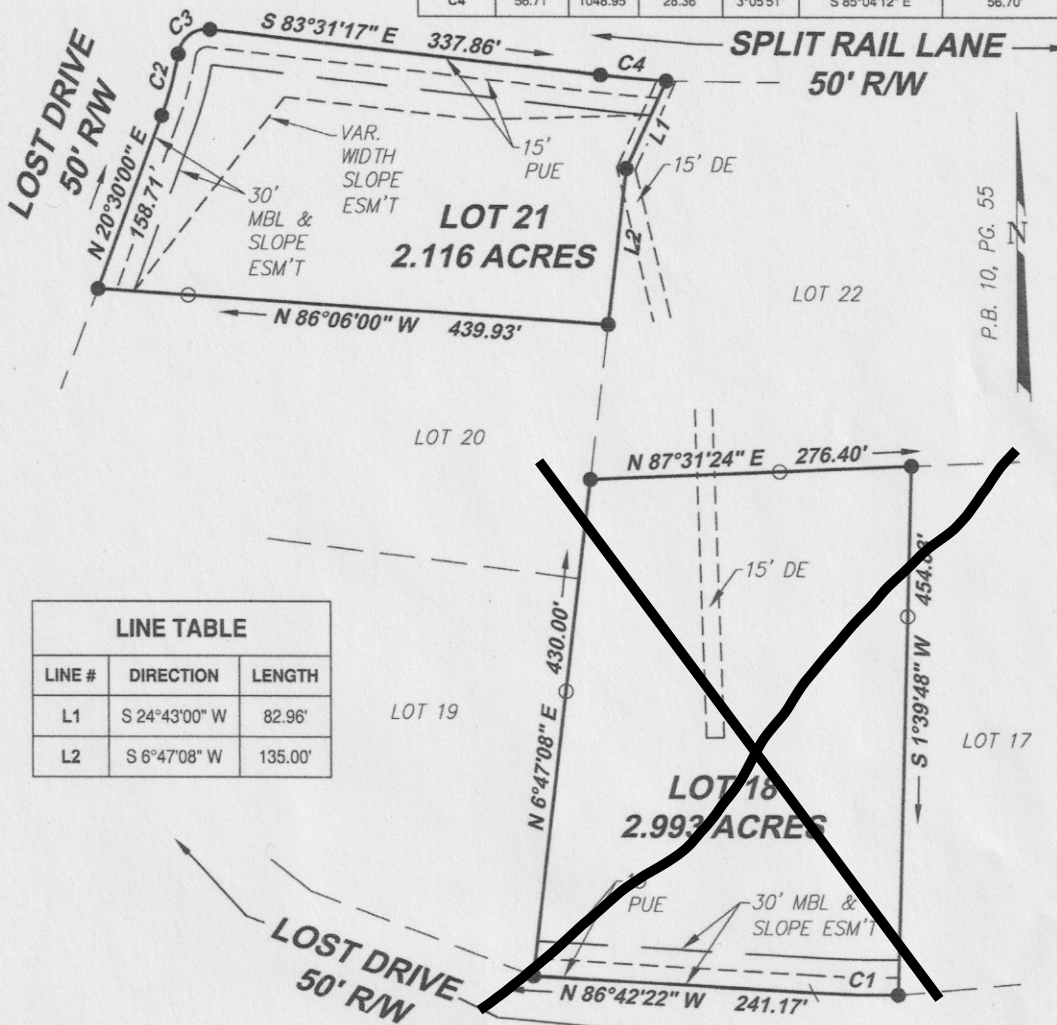 C4 56.71 1048.95 28.36 3°05'51" S 85°04'12" E 56.70'
LOST DRIVE
50' R/W
C3
C2
S 83°31'17" E 337.86'
C4
SPLIT RAIL LANE
50' R/W
N 20°30'00" E
158.71'
VAR.
WIDTH
SLOPE
ESM'T
30'
MBL &
SLOPE
ESM'T
15'
PUE
L1
15' DE
LOT 21
2.116 ACRES
L2
LOT 22
P.B. 10, PG. 55
N
N 86°06'00" W 439.93'
LOT 20
N 87°31'24" E 276.40'
15' DE
N 6°47'08" E 430.00'
S 1°39'48" W
LINE TABLE
LINE # DIRECTION LENGTH
L1 S 24°43'00" W 82.96'
L2 S 6°47'08" W 135.00'
LOT 19
LOT 17
LOT 18
2.993 ACRES
PUE
30' MBL &
SLOPE ESM'T
C1
LOST DRIVE
50' R/W
N 86°42'22" W 241.17'